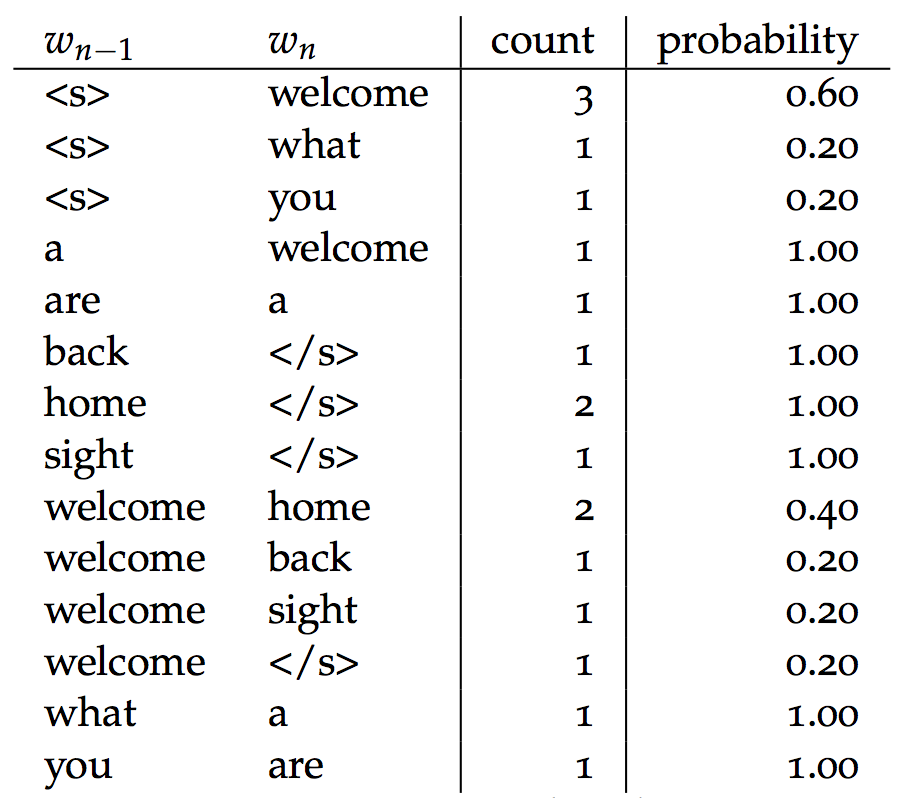 wₙ₋₁ wₙ count probability
<s> welcome 3 0.60
<s> what 1 0.20
<s> you 1 0.20
a welcome 1 1.00
are a 1 1.00
back </s> 1 1.00
home </s> 2 1.00
sight </s> 1 1.00
welcome home 2 0.40
welcome back 1 0.20
welcome sight 1 0.20
welcome </s> 1 0.20
what a 1 1.00
you are 1 1.00